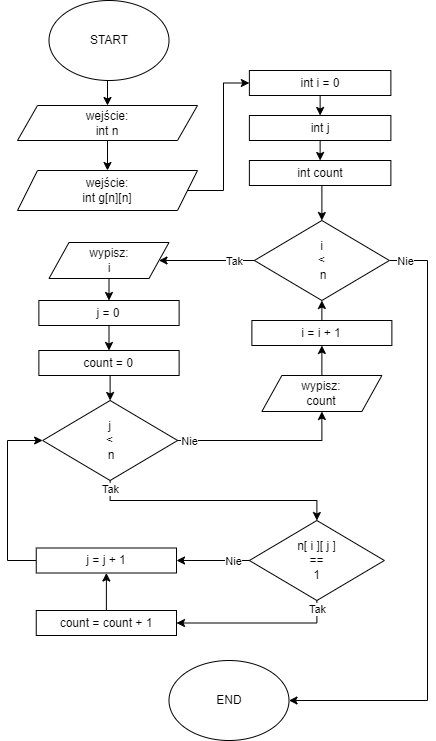 START
wejście:
int n
wejście:
int g[n][n]
int i = 0
int j
int count
i
<
n
Tak
Nie
wypisz:
i
j = 0
count = 0
i = i + 1
wypisz:
count
j
<
n
Nie
Tak
n[ i ][ j ]
==
1
Nie
Tak
j = j + 1
count = count + 1
END